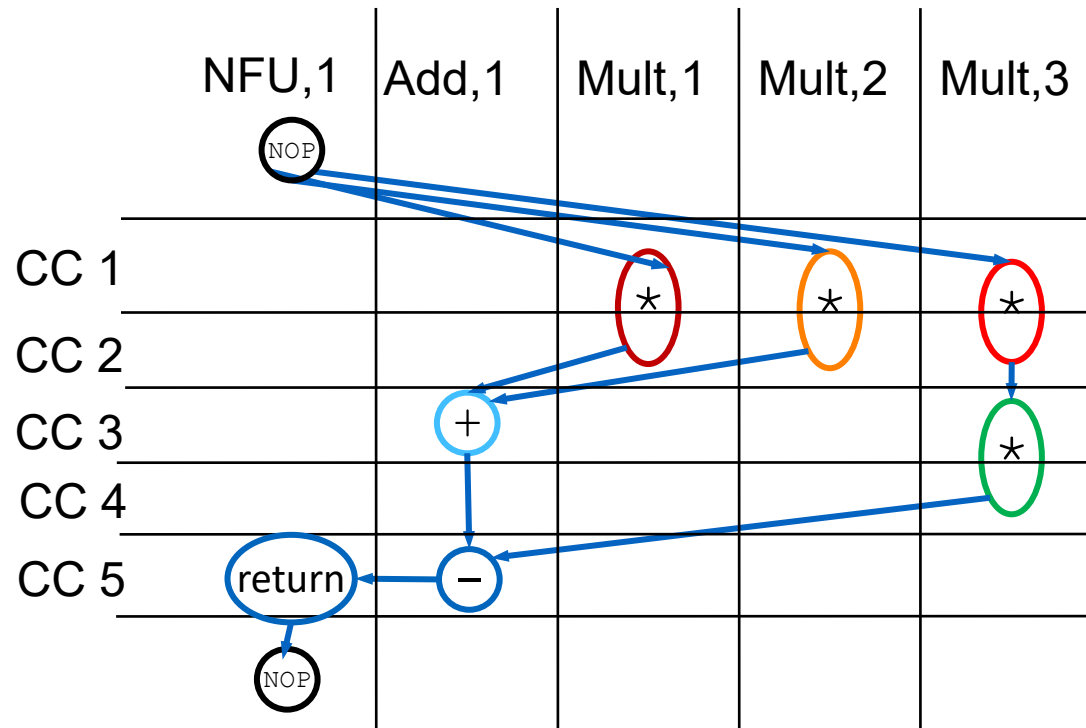 NFU,1 Add,1 Mult,1 Mult,2 Mult,3
NOP
CC 1
* * *
CC 2
CC 3
+ *
CC 4
CC 5
return −
NOP